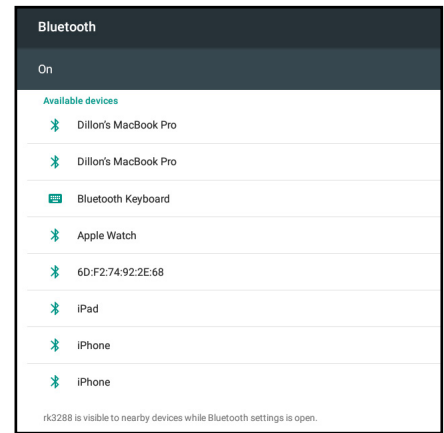 Bluetooth
On
Available devices
Dillon's MacBook Pro
Dillon's MacBook Pro
Bluetooth Keyboard
Apple Watch
6D:F2:74:92:2E:68
iPad
iPhone
iPhone
rk3288 is visible to nearby devices while Bluetooth settings is open.